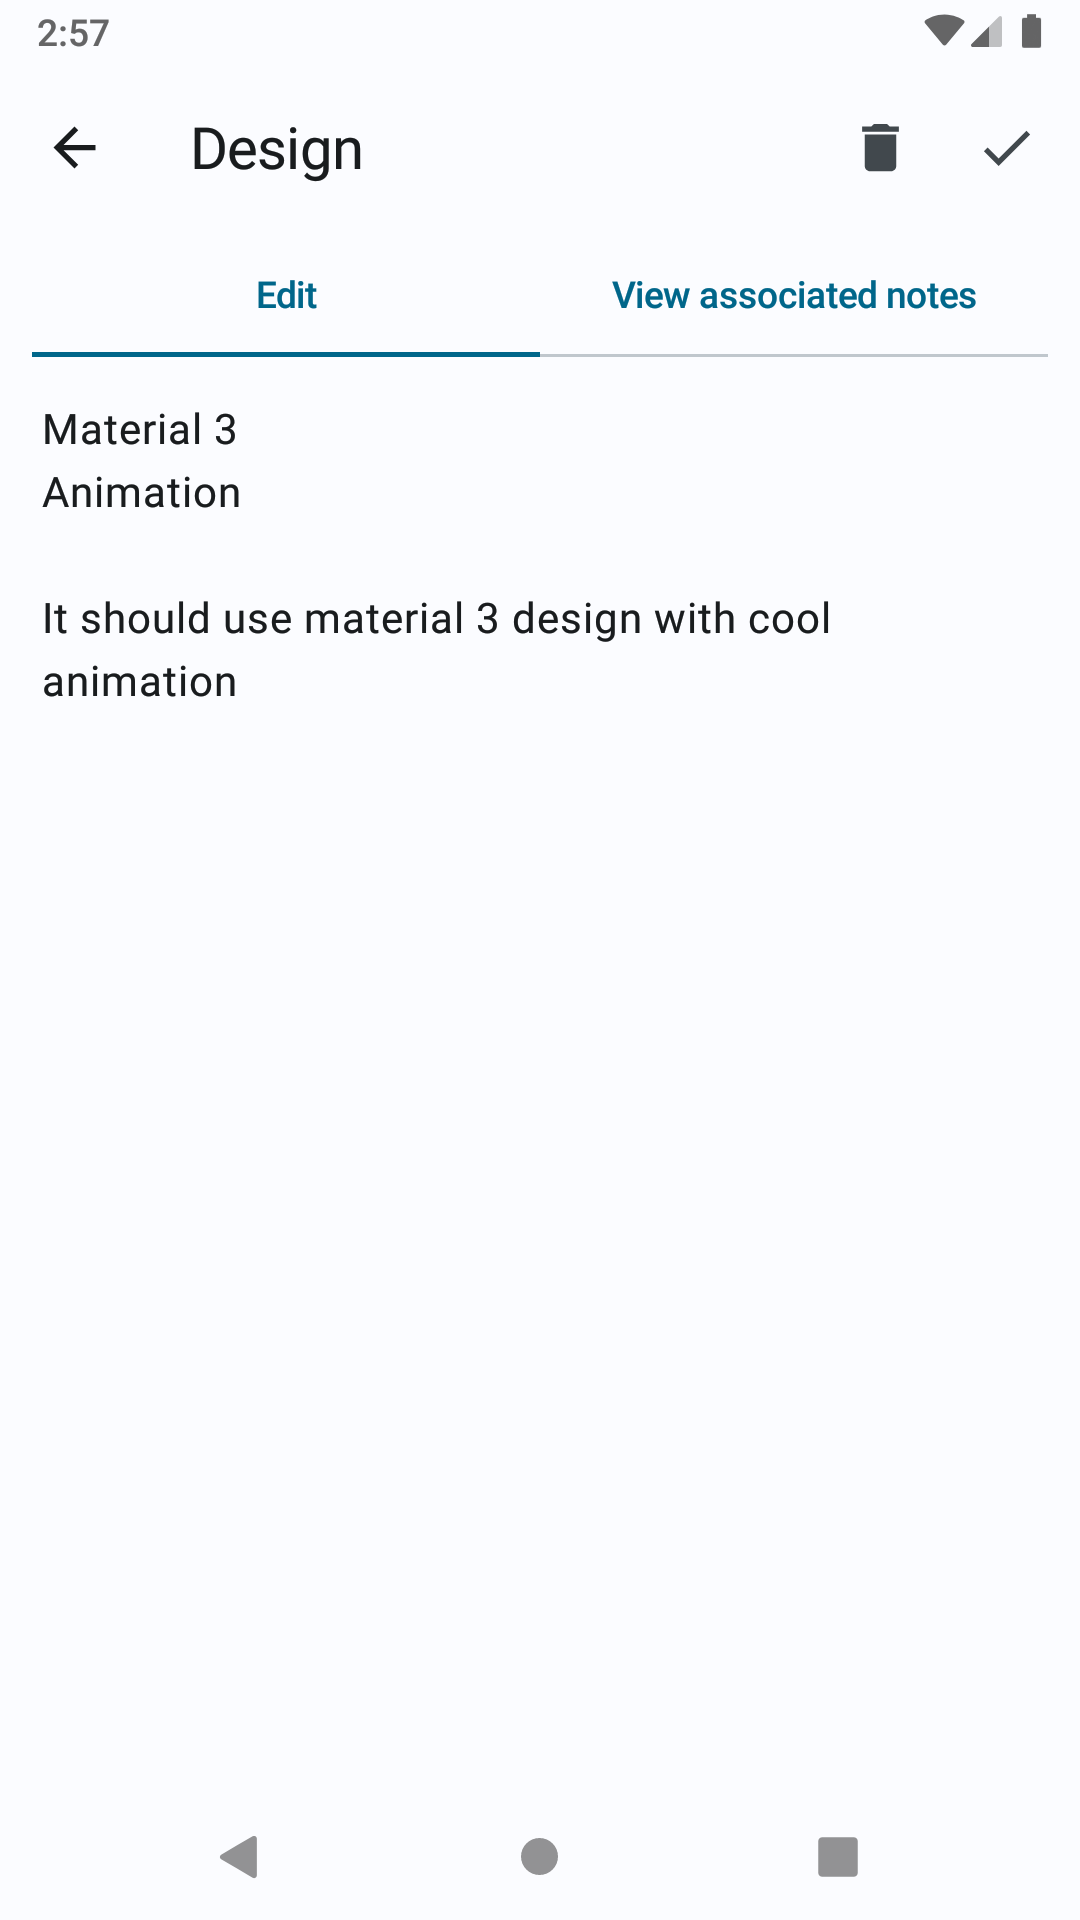 2:57
Design
Edit
View associated notes
Material 3
Animation
It should use material 3 design with cool
animation